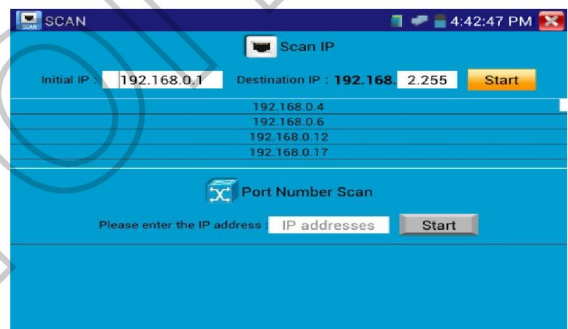 SCAN
SCAN 4:42:47 PM
Scan IP
Initial IP : 192.168.0.1 Destination IP : 192.168. 2.255 Start
192.168.0.4
192.168.0.6
192.168.0.12
192.168.0.17
Port Number Scan
Please enter the IP address : IP addresses Start